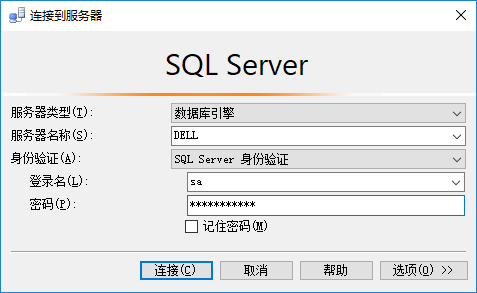 连接到服务器
SQL Server
服务器类型(T): 数据库引擎
服务器名称(S): DELL
身份验证(A): SQL Server 身份验证
登录名(L): sa
密码(P): ***********
记住密码(M)
连接(C) 取消 帮助 选项(O) >>